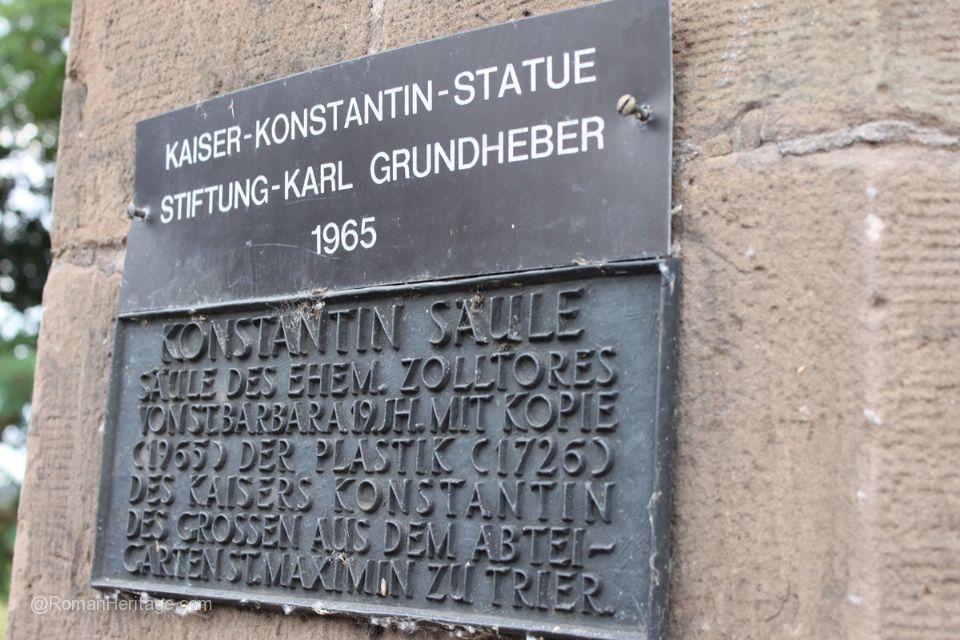 KAISER-KONSTANTIN-STATUE
STIFTUNG-KARL GRUNDHEBER
1965
KONSTANTIN SÄULE
SÄULE DES EHEM. ZOLLTORES
VON ST. BARBARA 19. JH. MIT KOPIE
(1965) DER PLASTIK (1726)
DES KAISERS KONSTANTIN
DES GROSSEN AUS DEM ABTEI-
GARTEN ST. MAXIMIN ZU TRIER.
@RomanHeritage.com